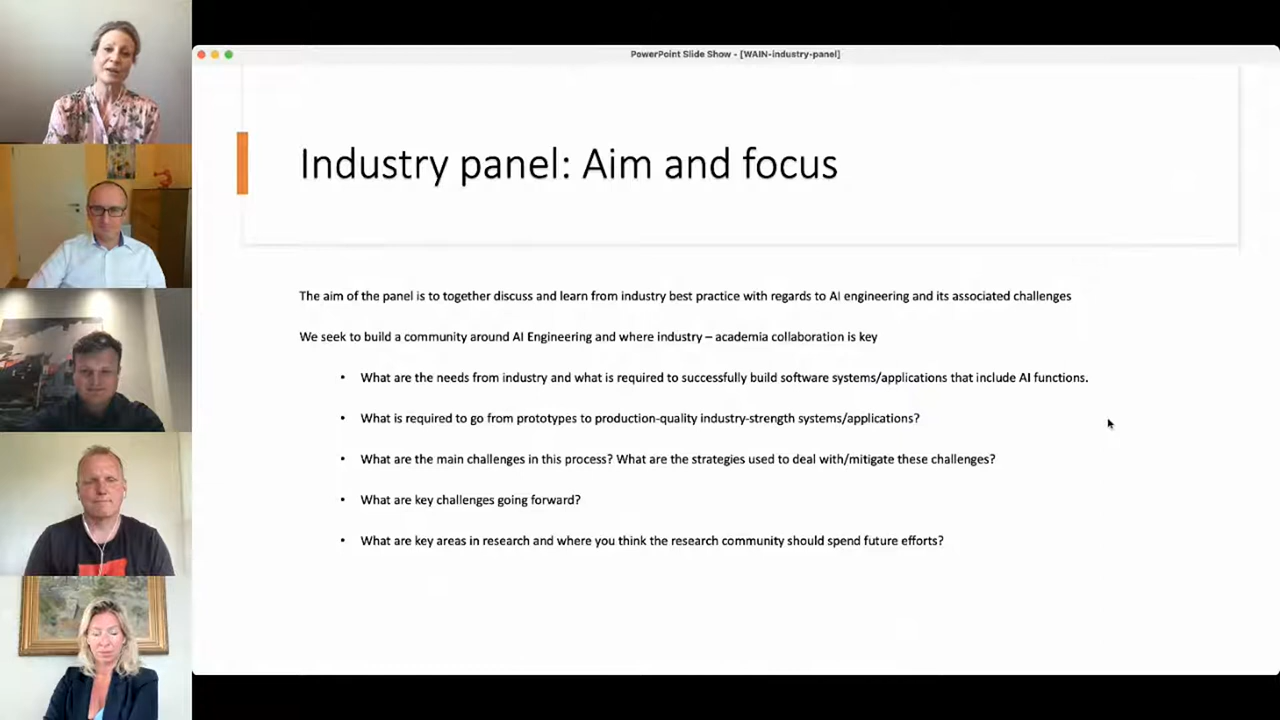 PowerPoint Slide Show - [WAIN-industry-panel]
Industry panel: Aim and focus
The aim of the panel is to together discuss and learn from industry best practice with regards to AI engineering and its associated challenges
We seek to build a community around AI Engineering and where industry – academia collaboration is key
• What are the needs from industry and what is required to successfully build software systems/applications that include AI functions.
• What is required to go from prototypes to production-quality industry-strength systems/applications?
• What are the main challenges in this process? What are the strategies used to deal with/mitigate these challenges?
• What are key challenges going forward?
• What are key areas in research and where you think the research community should spend future efforts?